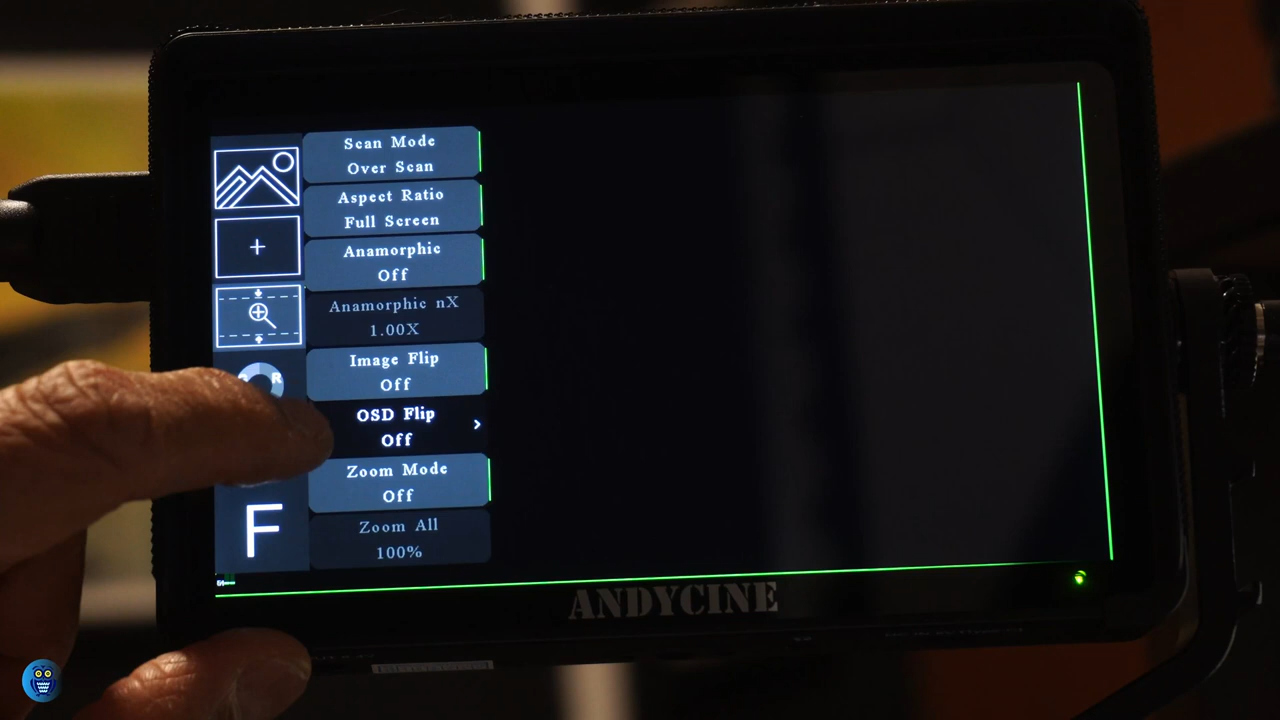 Scan Mode
Over Scan
Aspect Ratio
Full Screen
Anamorphic
Off
Anamorphic nX
1.00X
Image Flip
Off
R
OSD Flip
Off
Zoom Mode
Off
F
Zoom All
100%
ANDYCINE